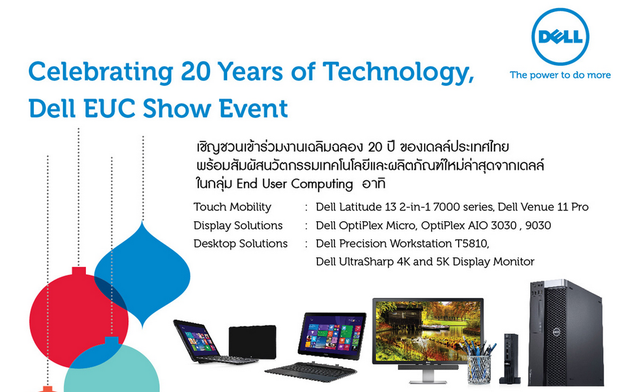 DELL
The power to do more
Celebrating 20 Years of Technology,
Dell EUC Show Event
เชิญชวนเข้าร่วมงานเฉลิมฉลอง 20 ปี ของเดลล์ประเทศไทย
พร้อมสัมผัสนวัตกรรมเทคโนโลยีและผลิตภัณฑ์ใหม่ล่าสุดจากเดลล์
ในกลุ่ม End User Computing อาทิ
Touch Mobility : Dell Latitude 13 2-in-1 7000 series, Dell Venue 11 Pro
Display Solutions : Dell OptiPlex Micro, OptiPlex AIO 3030 , 9030
Desktop Solutions : Dell Precision Workstation T5810,
Dell UltraSharp 4K and 5K Display Monitor